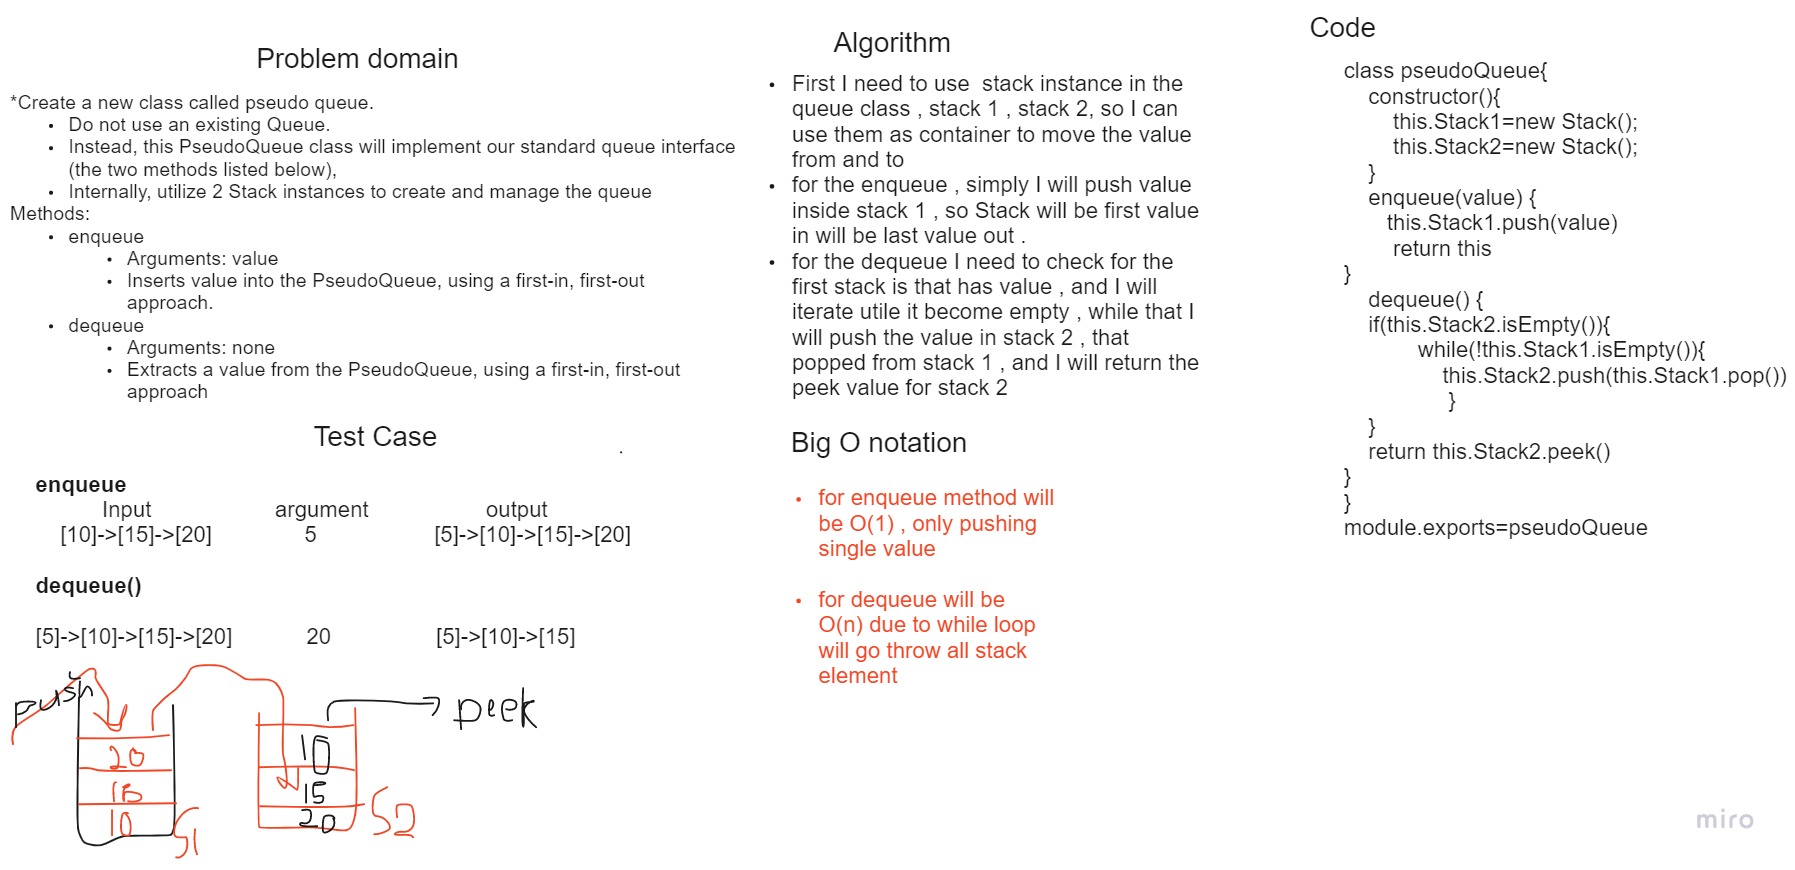 Problem domain
*Create a new class called pseudo queue.
• Do not use an existing Queue.
• Instead, this PseudoQueue class will implement our standard queue interface
(the two methods listed below),
• Internally, utilize 2 Stack instances to create and manage the queue
Methods:
• enqueue
• Arguments: value
• Inserts value into the PseudoQueue, using a first-in, first-out
approach.
• dequeue
• Arguments: none
• Extracts a value from the PseudoQueue, using a first-in, first-out
approach
Test Case
.
enqueue
Input argument output
[10]->[15]->[20] 5 [5]->[10]->[15]->[20]
dequeue()
[5]->[10]->[15]->[20] 20 [5]->[10]->[15]
push
20
15
10
S1
10
15
20
S2
peek
Algorithm
• First I need to use  stack instance in the
queue class , stack 1 , stack 2, so I can
use them as container to move the value
from and to
• for the enqueue , simply I will push value
inside stack 1 , so Stack will be first value
in will be last value out .
• for the dequeue I need to check for the
first stack is that has value , and I will
iterate utile it become empty , while that I
will push the value in stack 2 , that
popped from stack 1 , and I will return the
peek value for stack 2
Big O notation
• for enqueue method will
be O(1) , only pushing
single value
• for dequeue will be
O(n) due to while loop
will go throw all stack
element
Code
class pseudoQueue{
constructor(){
this.Stack1=new Stack();
this.Stack2=new Stack();
}
enqueue(value) {
this.Stack1.push(value)
return this
}
dequeue() {
if(this.Stack2.isEmpty()){
while(!this.Stack1.isEmpty()){
this.Stack2.push(this.Stack1.pop())
}
}
return this.Stack2.peek()
}
}
module.exports=pseudoQueue
miro